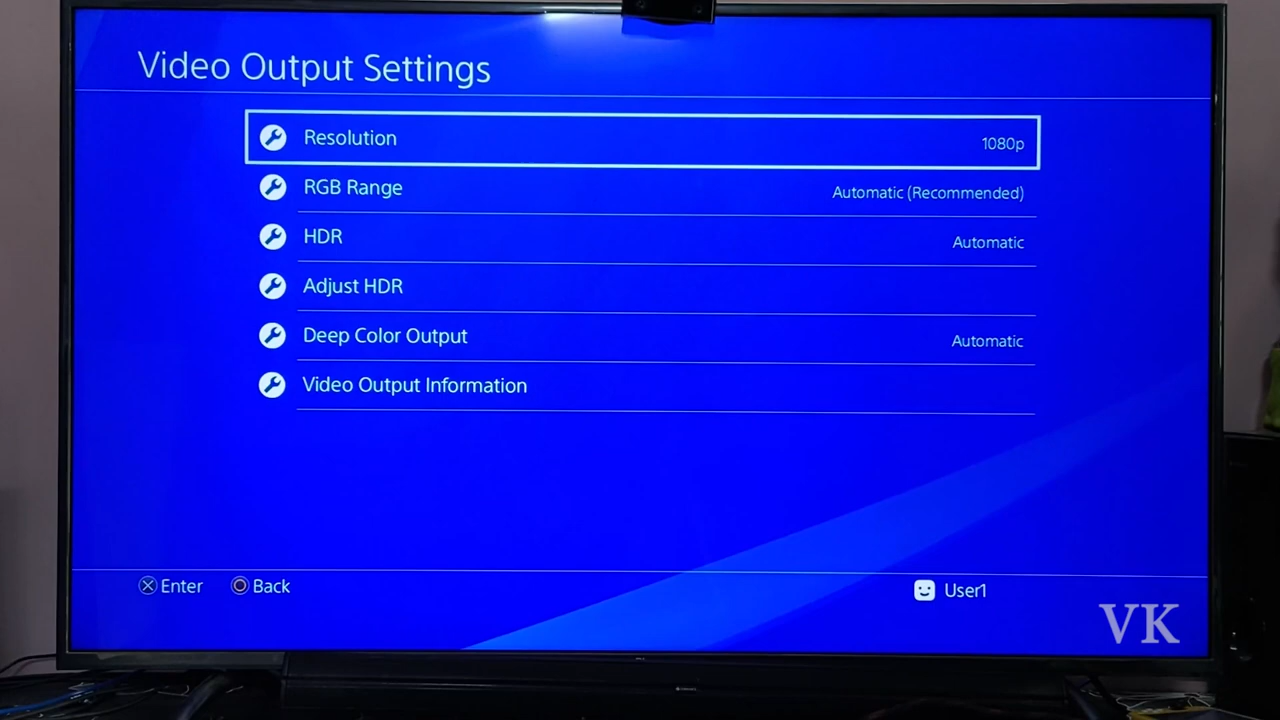 Video Output Settings
Resolution 1080p
RGB Range Automatic (Recommended)
HDR Automatic
Adjust HDR
Deep Color Output Automatic
Video Output Information
Enter Back User1
VK